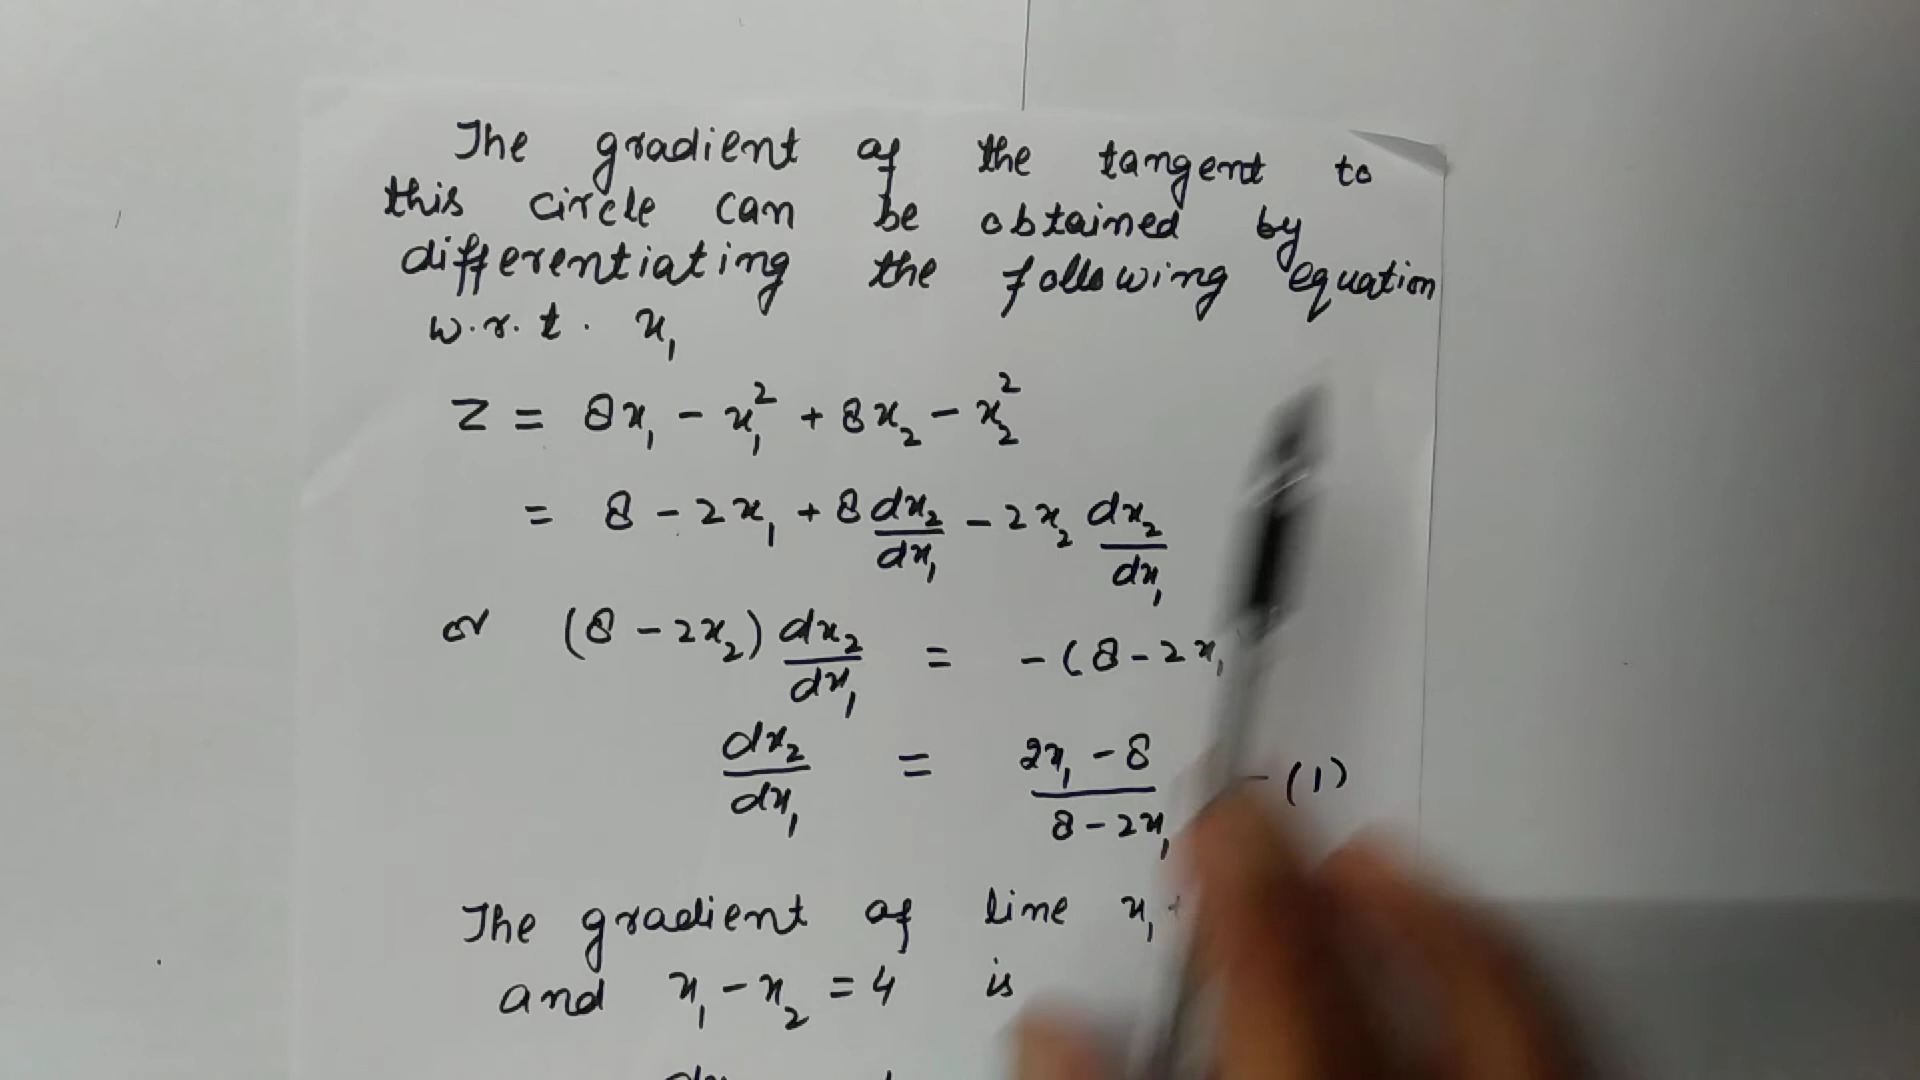 The gradient of the tangent to
this circle can be obtained by
differentiating the following equation
w.r.t. x₁
Z = 8x₁ - x₁² + 8x₂ - x₂²
= 8 - 2x₁ + 8 dx₂/dx₁ - 2x₂ dx₂/dx₁
or (8 - 2x₂) dx₂/dx₁ = -(8 - 2x₁
dx₂/dx₁ = 2x₁ - 8 / 8 - 2x₁ - (1)
The gradient of line x₁
and x₁ - x₂ = 4 is